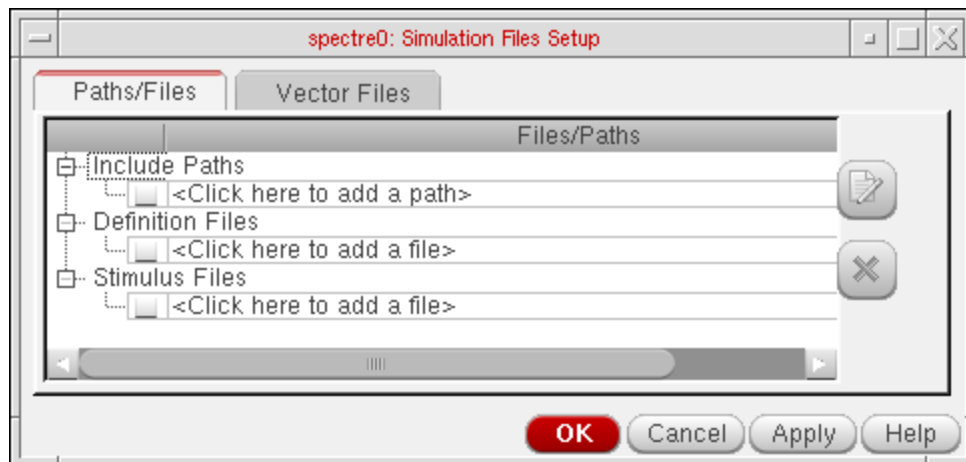 spectre0: Simulation Files Setup
Paths/Files Vector Files
Files/Paths
Include Paths
<Click here to add a path>
Definition Files
<Click here to add a file>
Stimulus Files
<Click here to add a file>
OK Cancel Apply Help